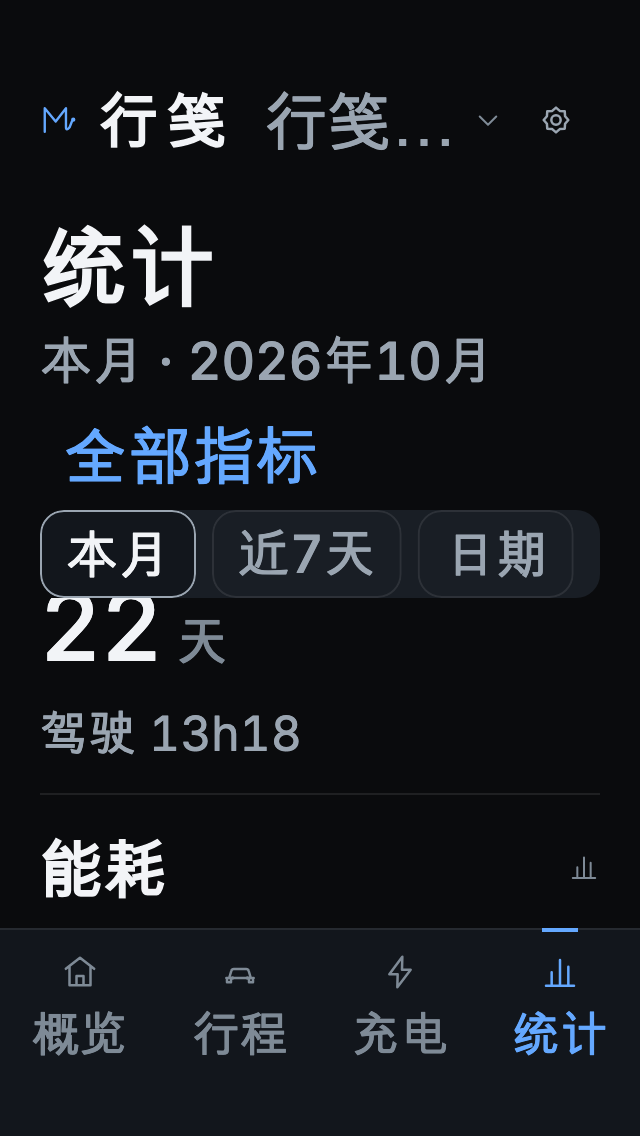 行笺 行笺...
统计
本月 · 2026年10月
全部指标
本月 近7天 日期
22 天
驾驶 13h18
能耗
概览 行程 充电 统计